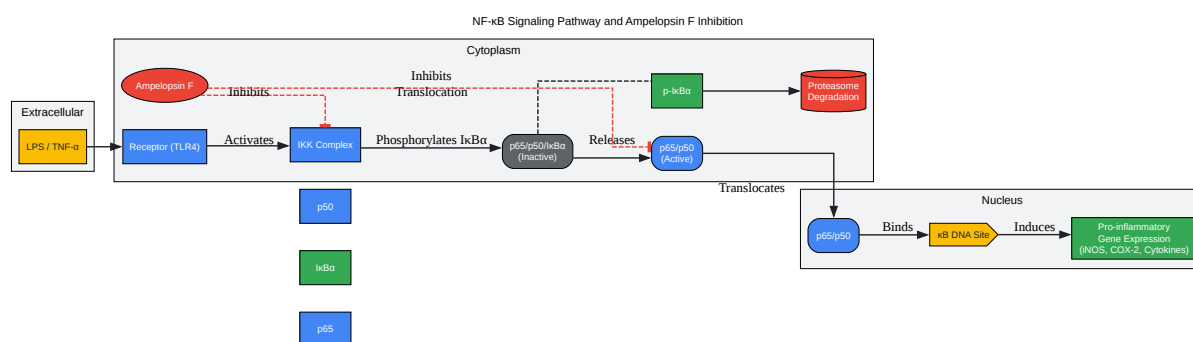 NF-κB Signaling Pathway and Ampelopsin F Inhibition
Cytoplasm
Ampelopsin F
Inhibits
Inhibits
Translocation
p-IκBα
Proteasome
Degradation
Extracellular
LPS / TNF-α
Receptor (TLR4)
Activates
IKK Complex
Phosphorylates IκBα
p65/p50/IκBα
(Inactive)
Releases
p65/p50
(Active)
Translocates
p50
IκBα
p65
Nucleus
p65/p50
Binds
κB DNA Site
Induces
Pro-inflammatory
Gene Expression
(iNOS, COX-2, Cytokines)